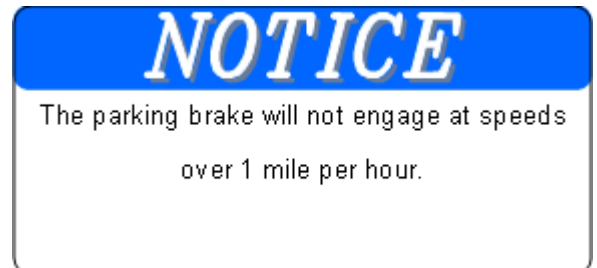 NOTICE
The parking brake will not engage at speeds
over 1 mile per hour.